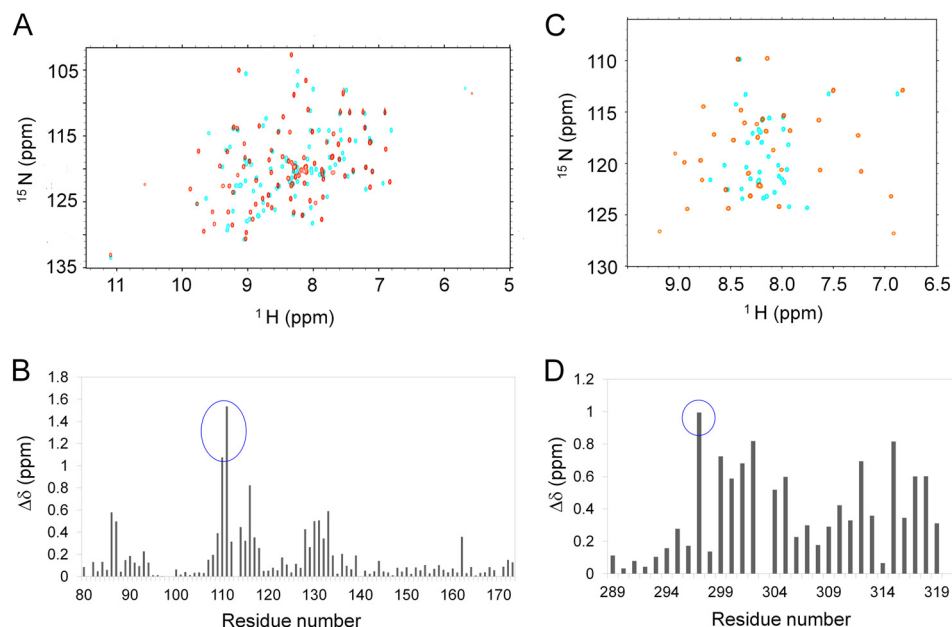 A
105
115
125
135
¹⁵N (ppm)
11 10 9 8 7 6 5
¹H (ppm)
C
110
115
120
125
130
¹⁵N (ppm)
9.0 8.5 8.0 7.5 7.0 6.5
¹H (ppm)
B
1.8
1.6
1.4
1.2
1
0.8
0.6
0.4
0.2
0
Δδ (ppm)
80 90 100 110 120 130 140 150 160 170
Residue number
D
1.2
1
0.8
0.6
0.4
0.2
0
Δδ (ppm)
289 294 299 304 309 314 319
Residue number